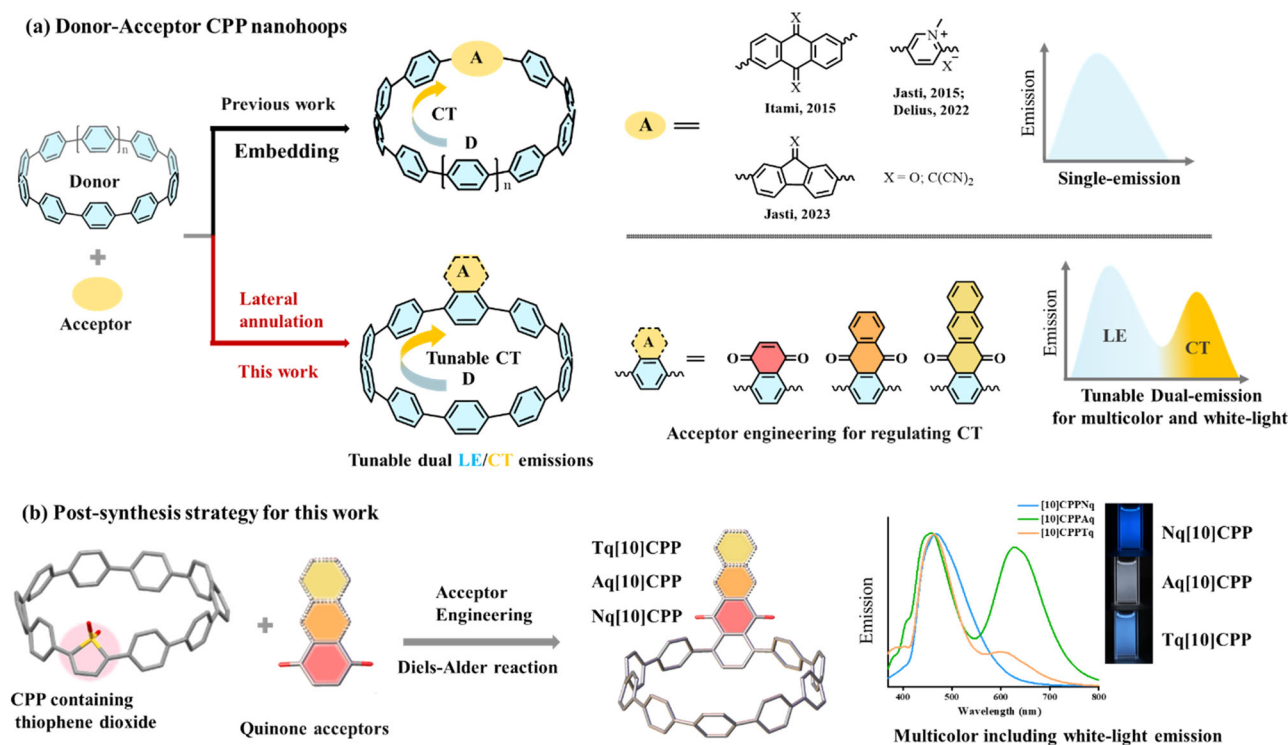 (a) Donor-Acceptor CPP nanohoops
Previous work
Embedding
n
Donor
Acceptor
A
CT
D
n
A
X
X
Itami, 2015
N+
X−
Jasti, 2015;
Delius, 2022
X
Jasti, 2023
X = O; C(CN)2
Emission
Single-emission
Lateral
annulation
This work
A
Tunable CT
D
Tunable dual LE/CT emissions
A
O
O
O
O
O
O
Acceptor engineering for regulating CT
Emission
LE
CT
Tunable Dual-emission
for multicolor and white-light
(b) Post-synthesis strategy for this work
CPP containing
thiophene dioxide
Quinone acceptors
Acceptor
Engineering
Diels-Alder reaction
Tq[10]CPP
Aq[10]CPP
Nq[10]CPP
Emission
[10]CPPNq
[10]CPPAq
[10]CPPTq
400
500
600
700
800
Wavelength (nm)
Nq[10]CPP
Aq[10]CPP
Tq[10]CPP
Multicolor including white-light emission